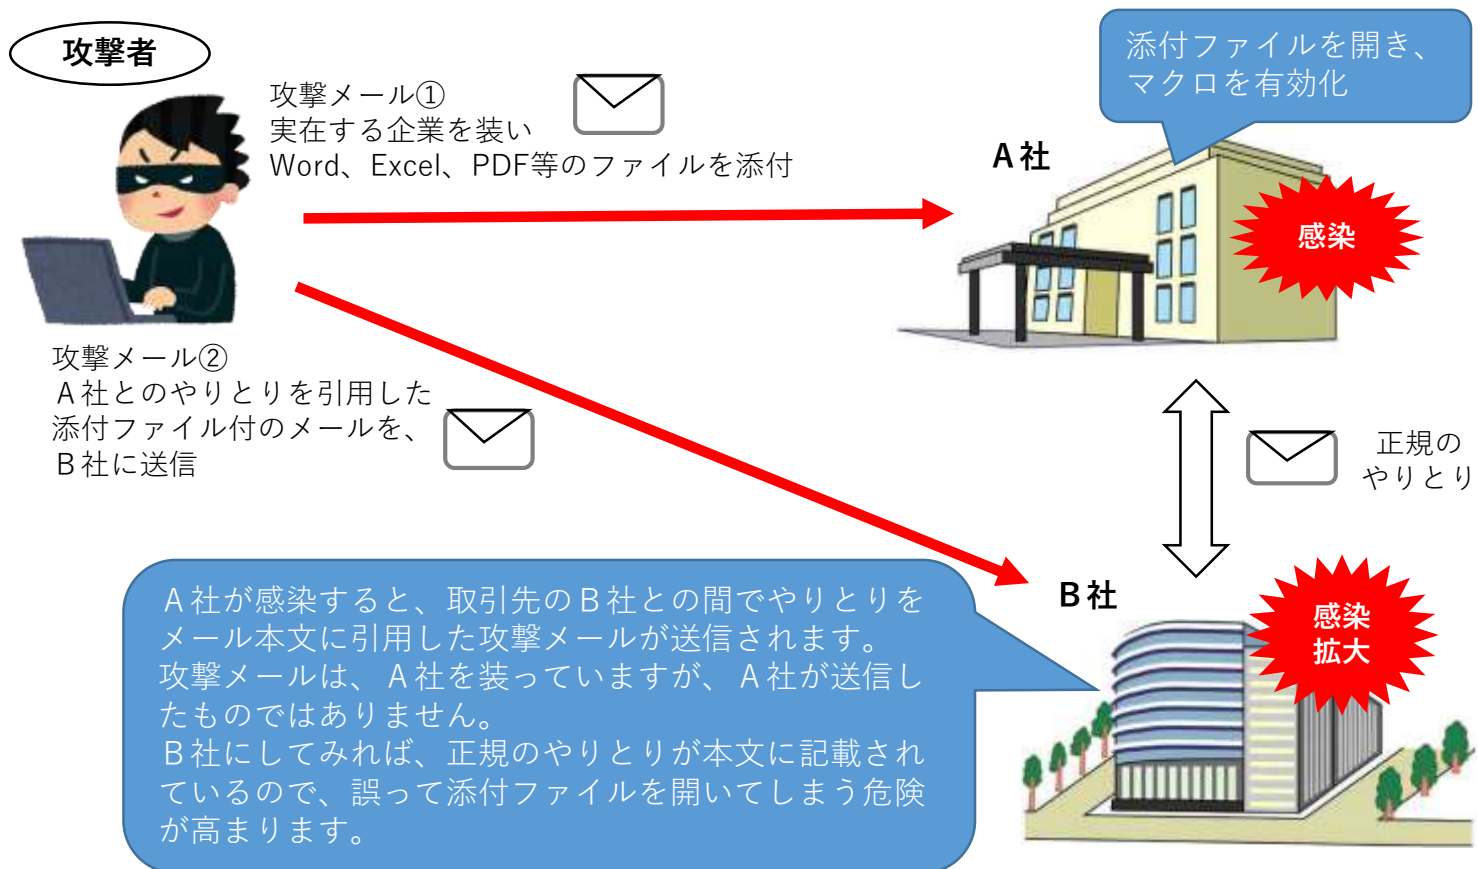 攻撃者
攻撃メール①
実在する企業を装い
Word、Excel、PDF等のファイルを添付
添付ファイルを開き、
マクロを有効化
A社
感染
攻撃メール②
A社とのやりとりを引用した
添付ファイル付のメールを、
B社に送信
正規の
やりとり
A社が感染すると、取引先のB社との間でやりとりを
メール本文に引用した攻撃メールが送信されます。
攻撃メールは、A社を装っていますが、A社が送信し
たものではありません。
B社にしてみれば、正規のやりとりが本文に記載され
ているので、誤って添付ファイルを開いてしまう危険
が高まります。
B社
感染
拡大